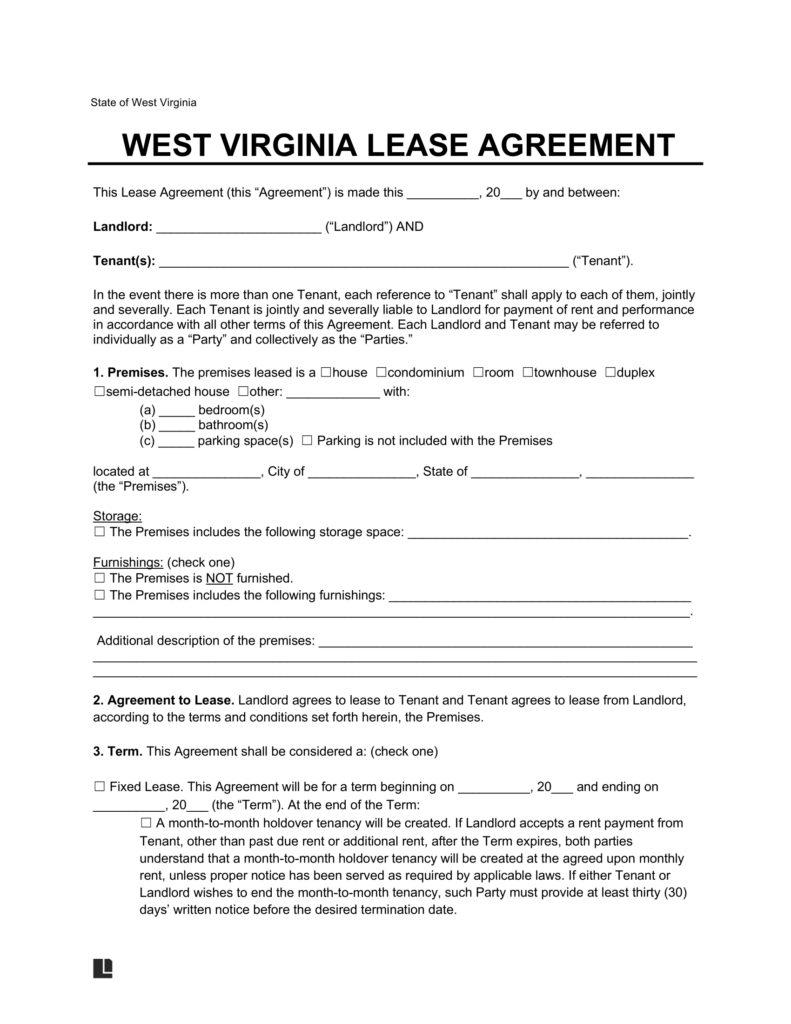 State of West Virginia
WEST VIRGINIA LEASE AGREEMENT
This Lease Agreement (this “Agreement”) is made this __________, 20___ by and between:
Landlord: _______________________ (“Landlord”) AND
Tenant(s): _________________________________________________________ (“Tenant”).
In the event there is more than one Tenant, each reference to “Tenant” shall apply to each of them, jointly
and severally. Each Tenant is jointly and severally liable to Landlord for payment of rent and performance
in accordance with all other terms of this Agreement. Each Landlord and Tenant may be referred to
individually as a “Party” and collectively as the “Parties.”
1. Premises. The premises leased is a ☐house ☐condominium ☐room ☐townhouse ☐duplex
☐semi-detached house ☐other: _____________ with:
(a) _____ bedroom(s)
(b) _____ bathroom(s)
(c) _____ parking space(s) ☐ Parking is not included with the Premises
located at _______________, City of _______________, State of _______________, _______________
(the “Premises”).
Storage:
☐ The Premises includes the following storage space: _______________________________________.
Furnishings: (check one)
☐ The Premises is NOT furnished.
☐ The Premises includes the following furnishings: __________________________________________
___________________________________________________________________________________.
Additional description of the premises: ____________________________________________________
____________________________________________________________________________________
____________________________________________________________________________________
2. Agreement to Lease. Landlord agrees to lease to Tenant and Tenant agrees to lease from Landlord,
according to the terms and conditions set forth herein, the Premises.
3. Term. This Agreement shall be considered a: (check one)
☐ Fixed Lease. This Agreement will be for a term beginning on __________, 20___ and ending on
__________, 20___ (the “Term”). At the end of the Term:
☐ A month-to-month holdover tenancy will be created. If Landlord accepts a rent payment from
Tenant, other than past due rent or additional rent, after the Term expires, both parties
understand that a month-to-month holdover tenancy will be created at the agreed upon monthly
rent, unless proper notice has been served as required by applicable laws. If either Tenant or
Landlord wishes to end the month-to-month tenancy, such Party must provide at least thirty (30)
days’ written notice before the desired termination date.